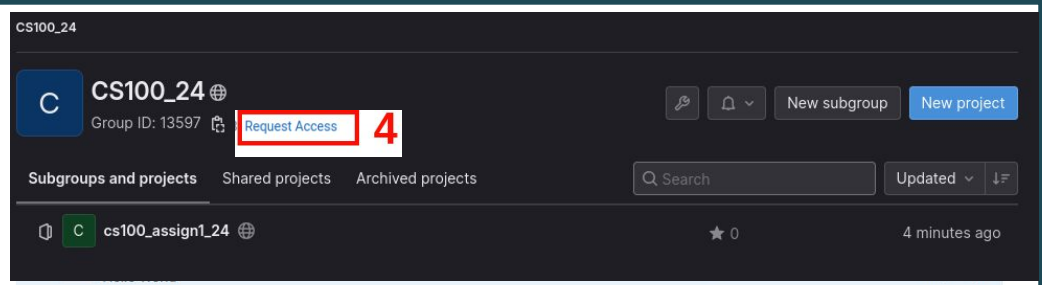 CS100_24
C CS100_24
Group ID: 13597 Request Access 4
New subgroup New project
Subgroups and projects Shared projects Archived projects
Search Updated
C cs100_assign1_24 0 4 minutes ago